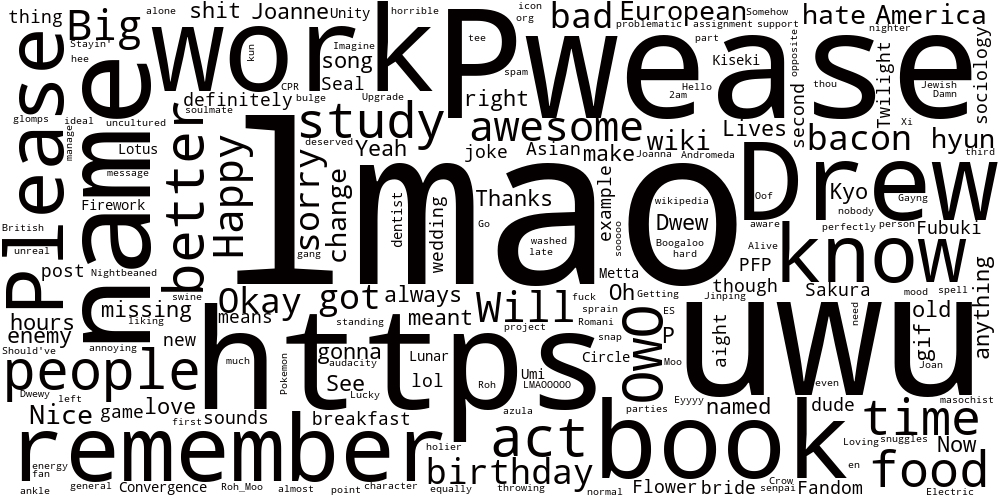 thing
Big
alone
shit
Joanne
Unity
horrible
icon
org
bad
European
Somehow
hate
America
problematic
assignment
support
nighter
Stayin'
hee
work
kun
Imagine
song
Seal
CPR
bulge
Upgrade
tee
spam
Pwease
part
Kiseki
Hello
2am
opposite
thou
Twilight
Jewish
Damn
sociology
Please
glomps
ideal
uncultured
manage
name
definitely
soulmate
study
deserved
right
awesome
wiki
Lives
second
bacon
Xi
hyun
third
Lotus
message
Firework
better
Happy
sorry
Yeah
joke
Asian
make
Joanna
Andromeda
lmao
gang
change
dentist
wedding
Thanks
Go
washed
late
example
sooooo
wikipedia
Dwew
Boogaloo
hard
Drew
Oof
aware
Kyo
nobody
Gayng
perfectly
person
Fubuki
British
unreal
post
Nightbeaned
swine
Metta
PFP
Alive
know
though
Sakura
mood
spell
anything
missing
liking
means
Okay
got
always
standing
meant
Will
project
fuck
sprain
Romani
snap
Oh
Getting
Jinping
hours
enemy
new
Should've
annoying
people
Dwewy
left
https
much
Pokemon
gonna
audacity
See
Lucky
Lunar
lol
Roh
Umi
LMAOOOOO
Circle
OwO
ES
P
Moo
aight
uwu
need
even
old
gif
Joan
masochist
Nice
game
love
first
sounds
breakfast
azula
parties
Eyyyy
named
dude
time
remember
holier
act
book
Loving
snuggles
Now
energy
fan
ankle
general
Convergence
Roh_Moo
almost
point
character
birthday
equally
throwing
normal
Flower
bride
Crow
senpai
Fandom
en
food
Electric